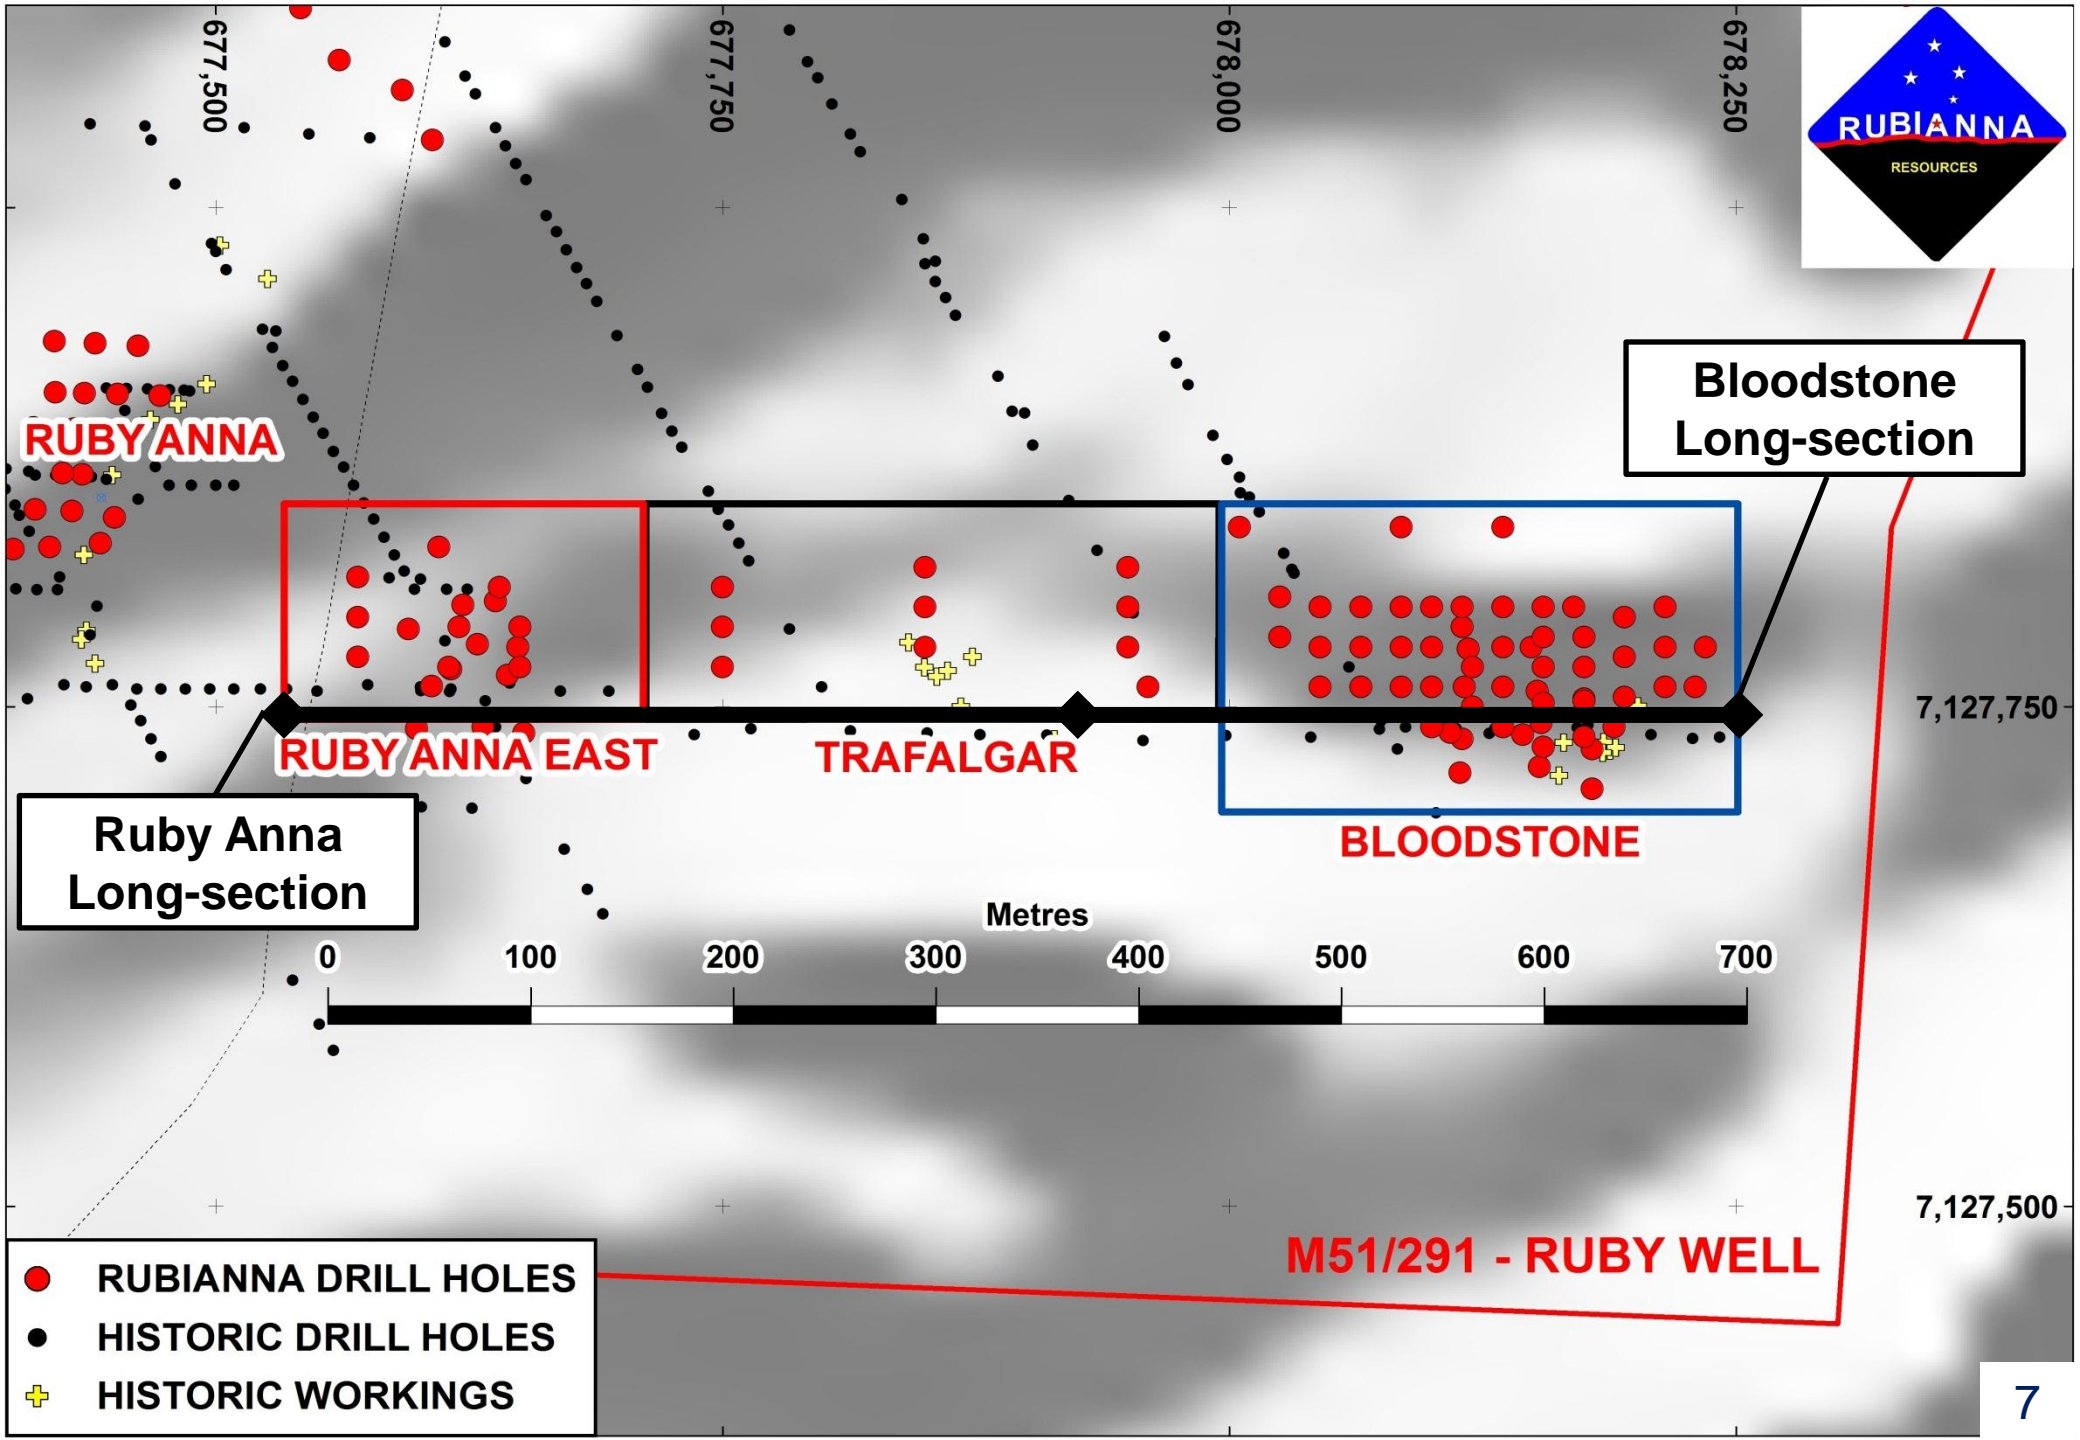 677,500
677,750
678,000
678,250
RUBIANNA
RESOURCES
Bloodstone
Long-section
RUBY ANNA
7,127,750
RUBY ANNA EAST
TRAFALGAR
BLOODSTONE
Ruby Anna
Long-section
Metres
0 100 200 300 400 500 600 700
7,127,500
M51/291 - RUBY WELL
RUBIANNA DRILL HOLES
HISTORIC DRILL HOLES
HISTORIC WORKINGS
7